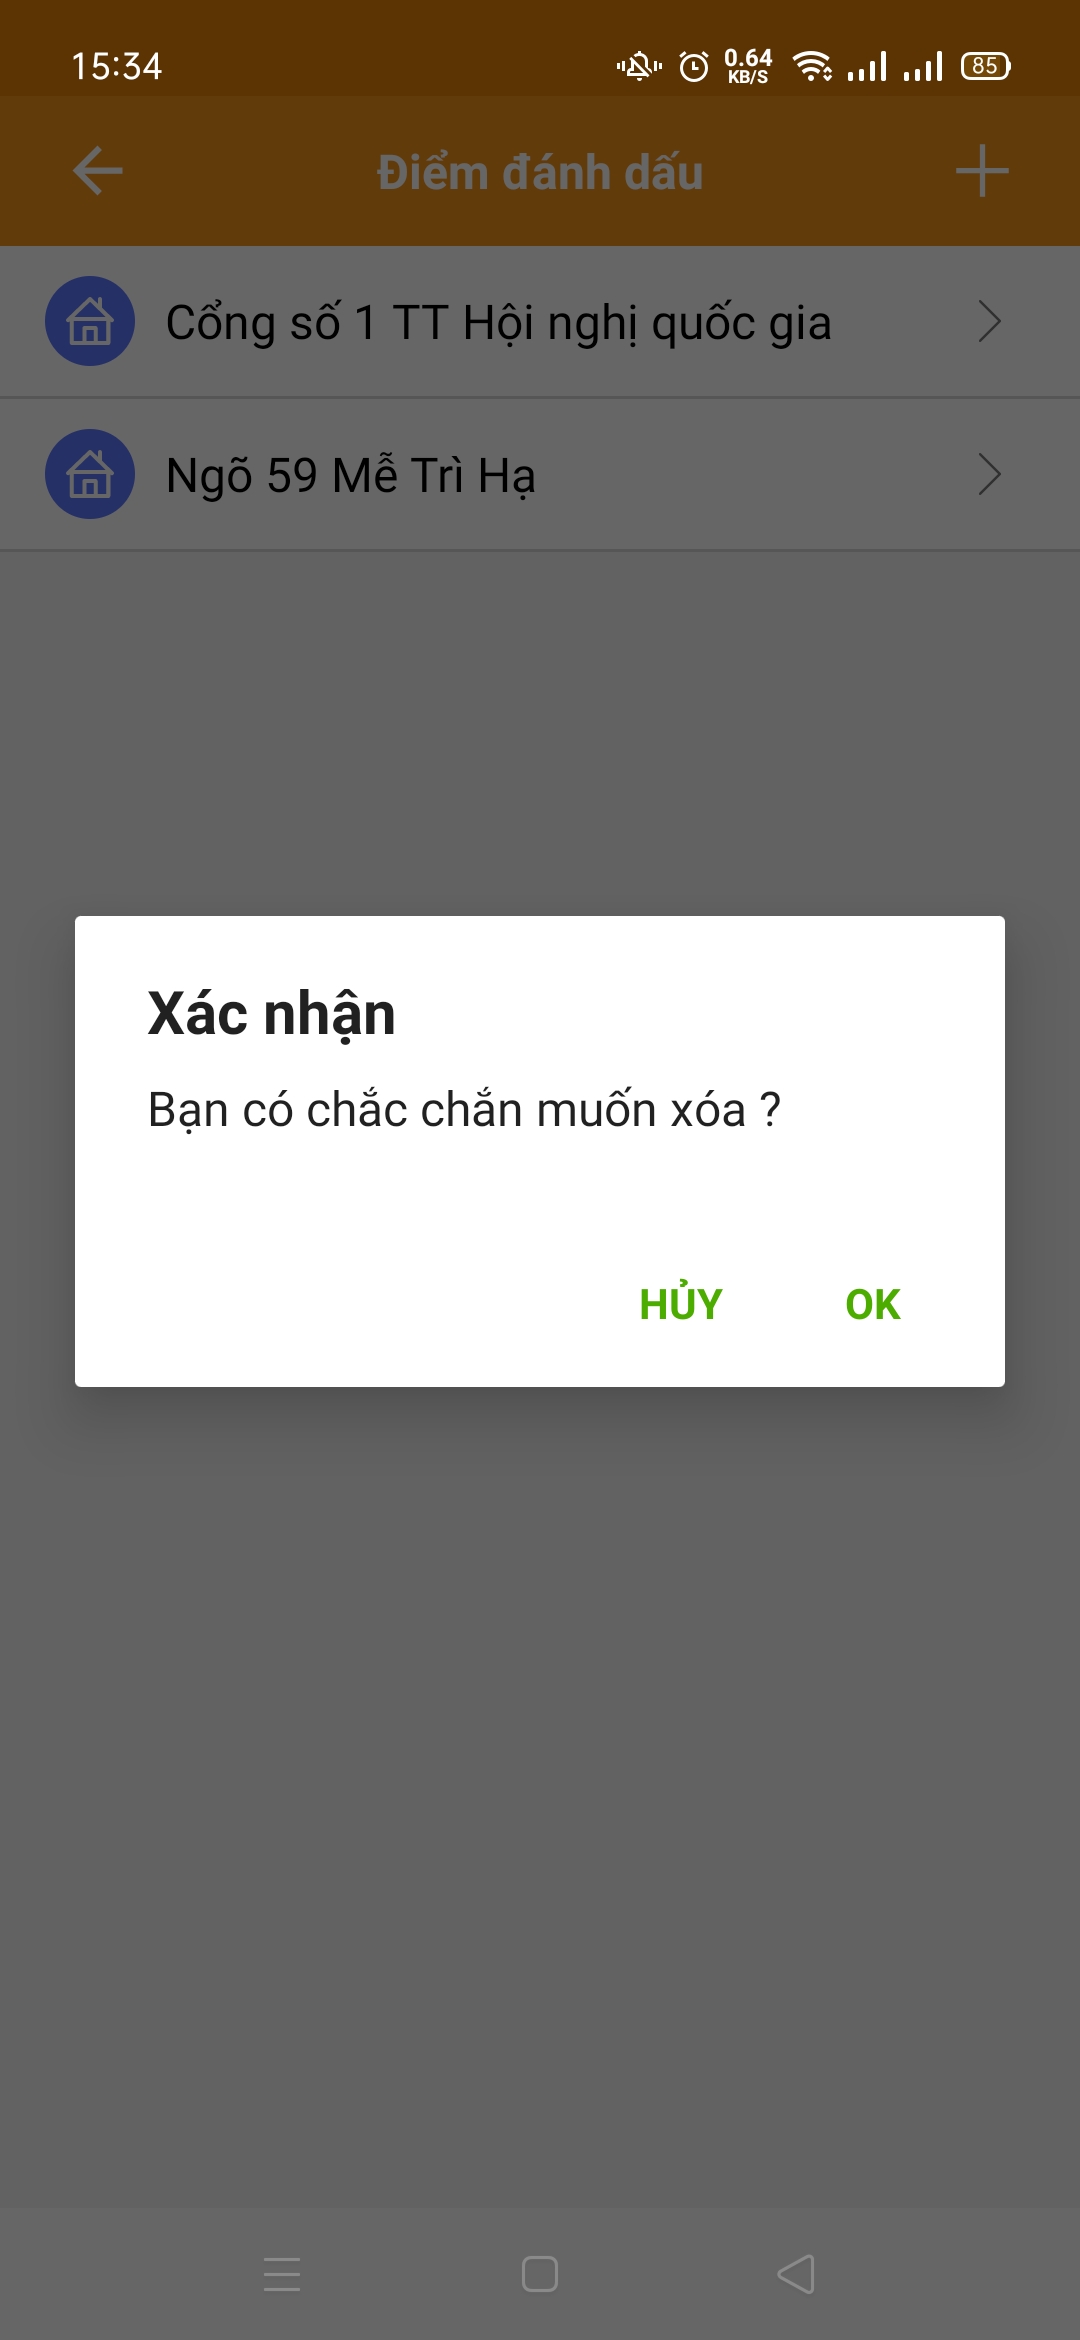 15:34
0.64
KB/S
85
Điểm đánh dấu
Cổng số 1 TT Hội nghị quốc gia
Ngõ 59 Mễ Trì Hạ
Xác nhận
Bạn có chắc chắn muốn xóa ?
HỦY
OK